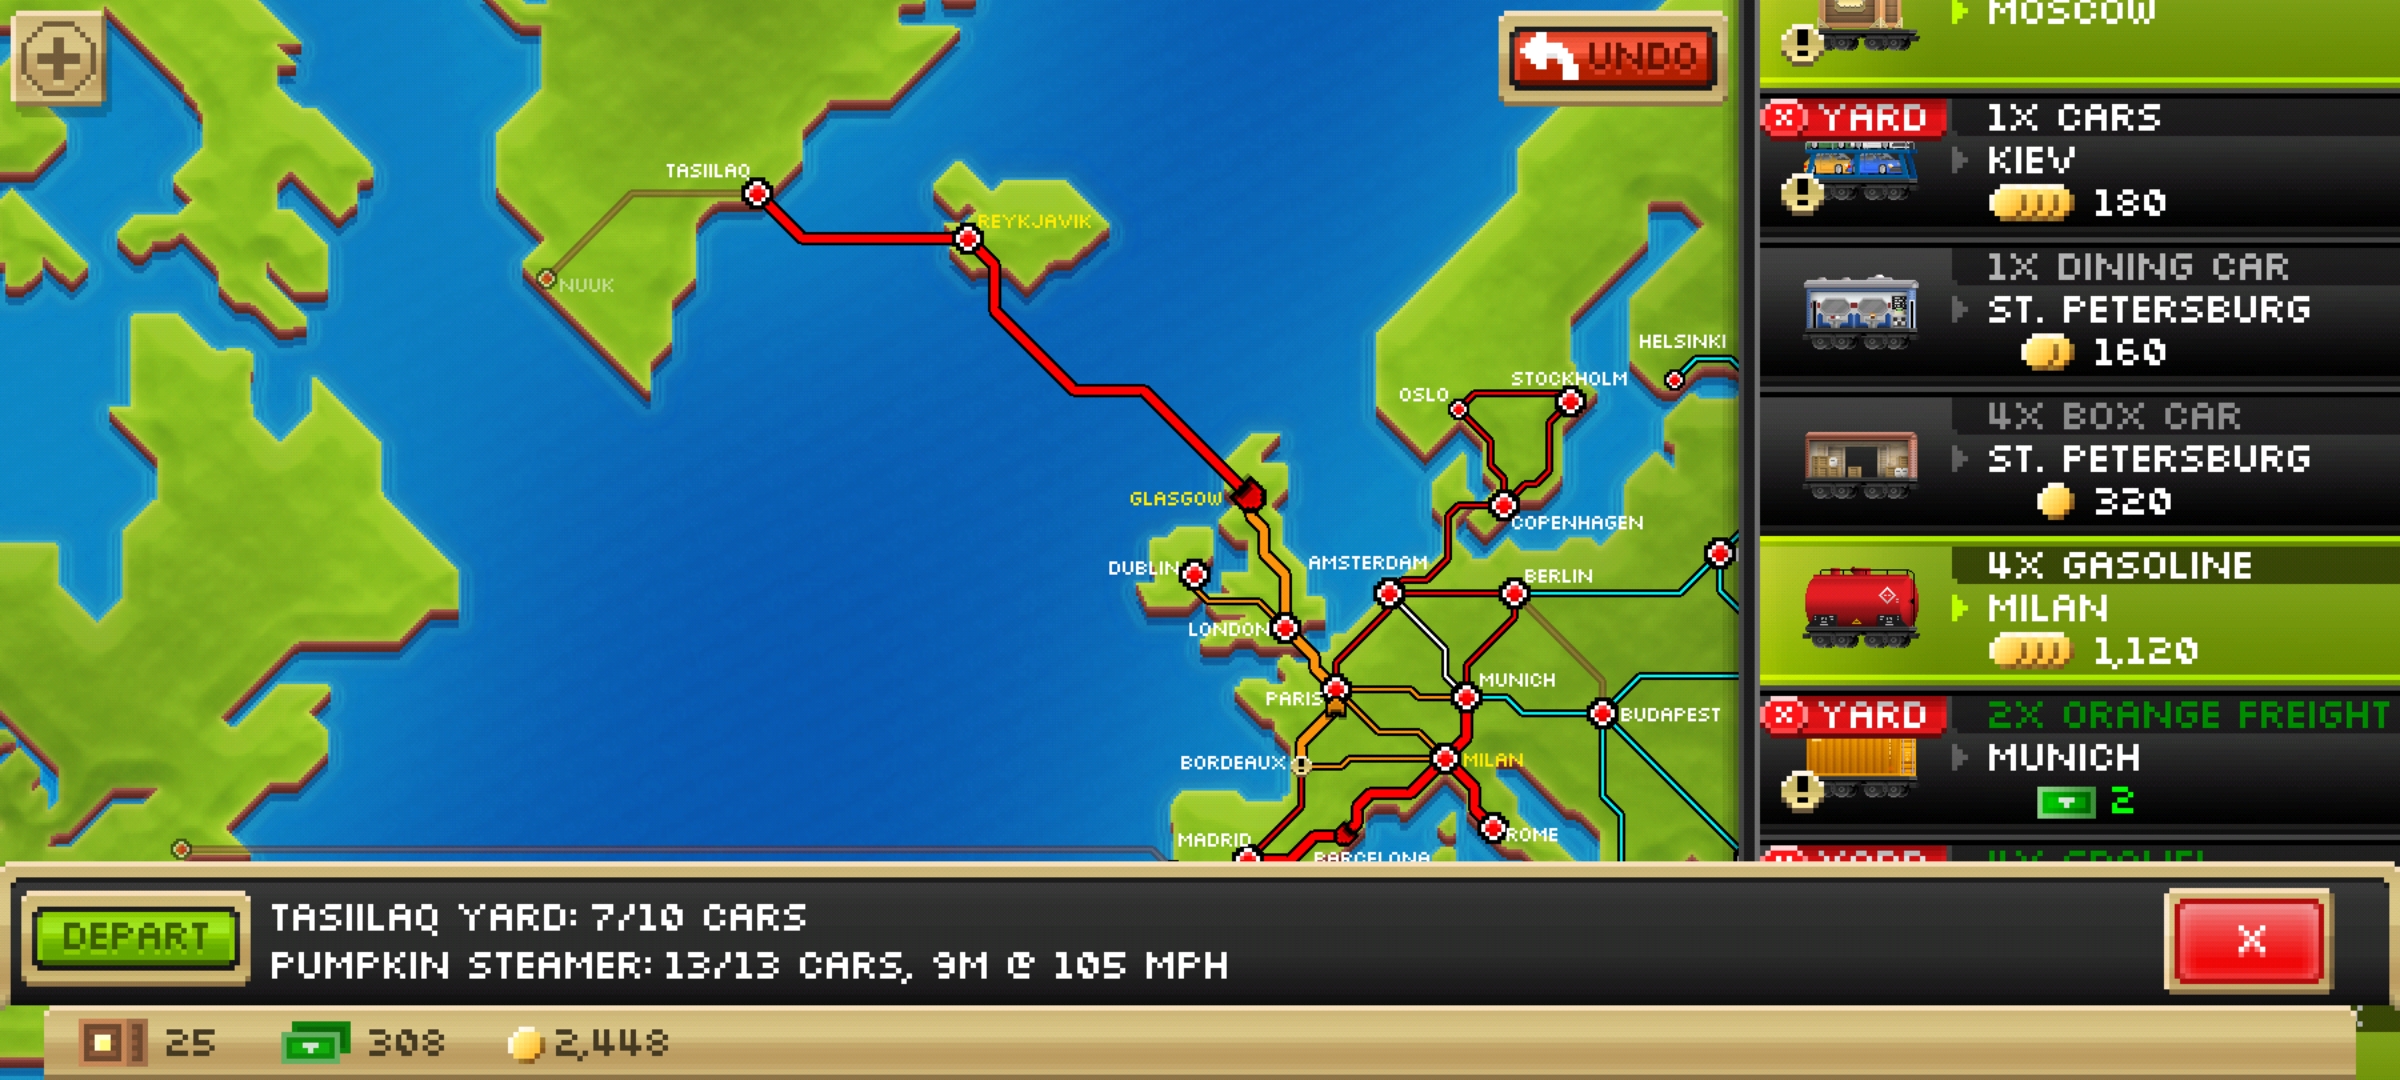 UNDO
TASIILAQ
REYKJAVIK
NUUK
HELSINKI
STOCKHOLM
OSLO
GLASGOW
COPENHAGEN
DUBLIN
AMSTERDAM
BERLIN
LONDON
MUNICH
PARIS
BUDAPEST
BORDEAUX
MILAN
ROME
MADRID
BARCELONA
MOSCOW
YARD
1X CARS
KIEV
180
1X DINING CAR
ST. PETERSBURG
160
4X BOX CAR
ST. PETERSBURG
320
4X GASOLINE
MILAN
1,120
YARD
2X ORANGE FREIGHT
MUNICH
2
YARD
4X GRAVEL
DEPART
TASIILAQ YARD: 7/10 CARS
PUMPKIN STEAMER: 13/13 CARS, 9M @ 105 MPH
X
25
308
2,448